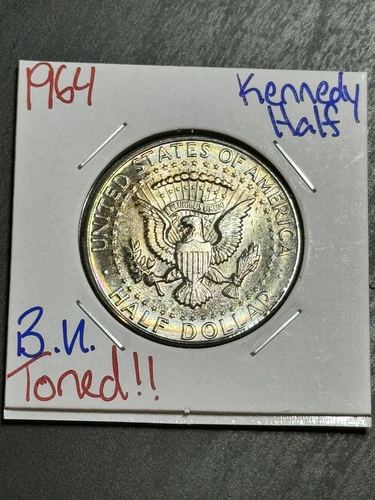 1964
Kennedy
Half
UNITED STATES OF AMERICA
HALF DOLLAR
B.U.
Toned!!